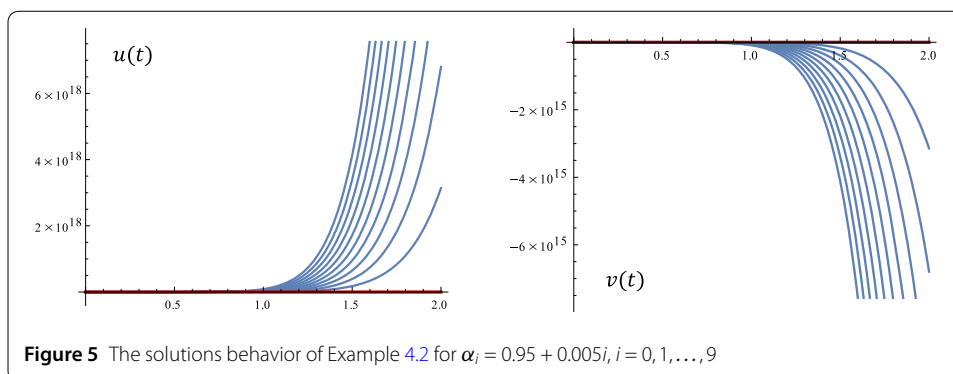 u(t)
6 × 10^18
4 × 10^18
2 × 10^18
0.5 1.0 1.5 2.0
0.5 1.0 1.5 2.0
−2 × 10^15
−4 × 10^15
−6 × 10^15
v(t)
Figure 5 The solutions behavior of Example 4.2 for α_i = 0.95 + 0.005i, i = 0, 1, . . . , 9